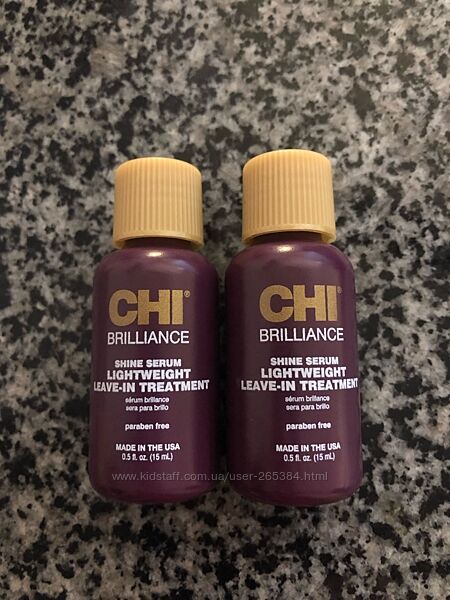 CHI®
BRILLIANCE
SHINE SERUM
LIGHTWEIGHT
LEAVE-IN TREATMENT
sérum brillance
sera para brillo
paraben free
MADE IN THE USA
0.5 fl. oz. (15 mL)
CHI®
BRILLIANCE
SHINE SERUM
LIGHTWEIGHT
LEAVE-IN TREATMENT
sérum brillance
sera para brillo
paraben free
MADE IN THE USA
0.5 fl. oz. (15 mL)
www.kidstaff.com.ua/user-265384.html